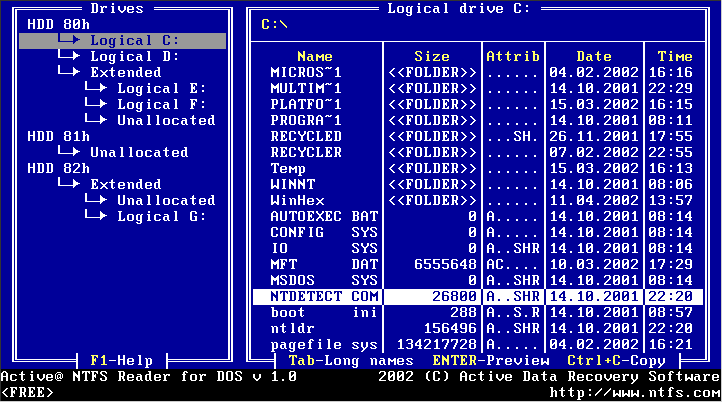 Drives
HDD 80h
Logical C:
Logical D:
Extended
Logical E:
Logical F:
Unallocated
HDD 81h
Unallocated
HDD 82h
Extended
Unallocated
Logical G:
F1-Help
Logical drive C:
C:\
Name Size Attrib Date Time
MICROS~1 <<FOLDER>> ...... 04.02.2002 16:16
MULTIM~1 <<FOLDER>> ...... 14.10.2001 22:29
PLATFO~1 <<FOLDER>> ...... 15.03.2002 16:15
PROGRA~1 <<FOLDER>> ...... 14.10.2001 08:11
RECYCLED <<FOLDER>> ...SH. 26.11.2001 17:55
RECYCLER <<FOLDER>> ...... 07.02.2002 22:55
Temp <<FOLDER>> ...... 15.03.2002 16:13
WINNT <<FOLDER>> ...... 14.10.2001 08:06
WinHex <<FOLDER>> ...... 11.04.2002 13:57
AUTOEXEC BAT 0 A..... 14.10.2001 08:14
CONFIG SYS 0 A..... 14.10.2001 08:14
IO SYS 0 A..SHR 14.10.2001 08:14
MFT DAT 6555648 AC.... 10.03.2002 17:29
MSDOS SYS 0 A..SHR 14.10.2001 08:14
NTDETECT COM 26800 A..SHR 14.10.2001 22:20
boot ini 288 A..S.R 14.10.2001 08:57
ntldr 156496 A..SHR 14.10.2001 22:20
pagefile sys 134217728 A..SH. 04.02.2002 16:21
Tab-Long names ENTER-Preview Ctrl+C-Copy
Active@ NTFS Reader for DOS v 1.0 2002 (C) Active Data Recovery Software
<FREE> http://www.ntfs.com